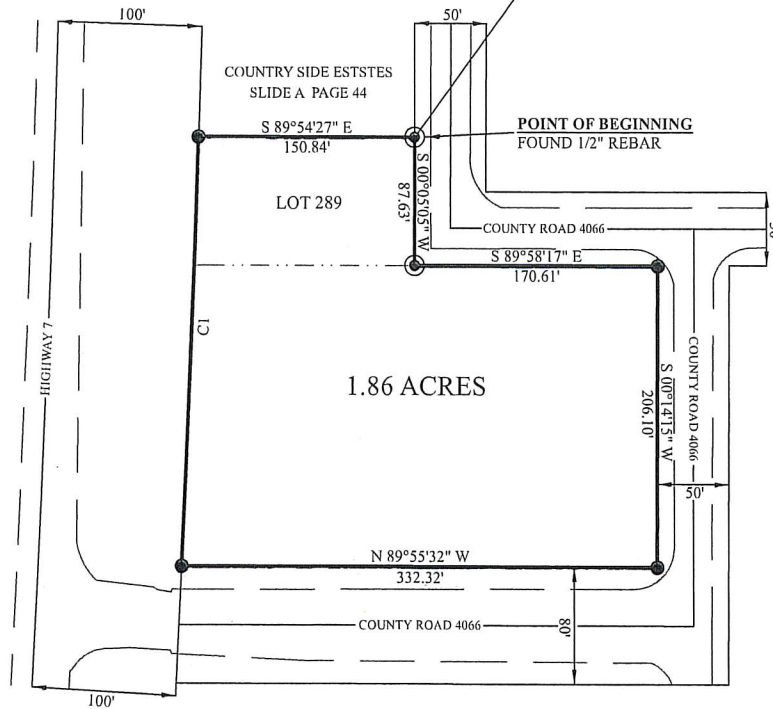 100'
50'
COUNTRY SIDE ESTSTES
SLIDE A PAGE 44
S 89°54'27" E
150.84'
POINT OF BEGINNING
FOUND 1/2" REBAR
S 00°05'05" W
87.63'
LOT 289
COUNTY ROAD 4066
S 89°58'17" E
170.61'
HIGHWAY 7
C1
1.86 ACRES
S 00°14'15" W
206.10'
COUNTY ROAD 4066
50'
N 89°55'32" W
332.32'
COUNTY ROAD 4066
80'
100'